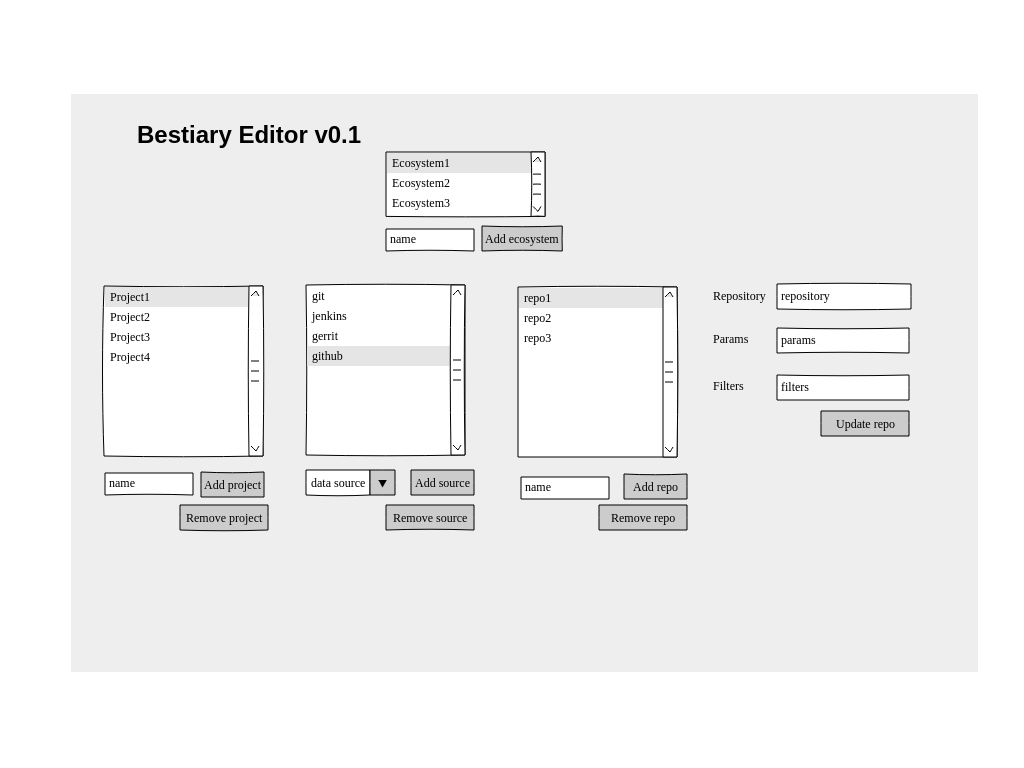 Bestiary Editor v0.1
Ecosystem1
Ecosystem2
Ecosystem3
name
Add ecosystem
Project1
Project2
Project3
Project4
name
Add project
Remove project
git
jenkins
gerrit
github
data source
Add source
Remove source
repo1
repo2
repo3
name
Add repo
Remove repo
Repository
repository
Params
params
Filters
filters
Update repo